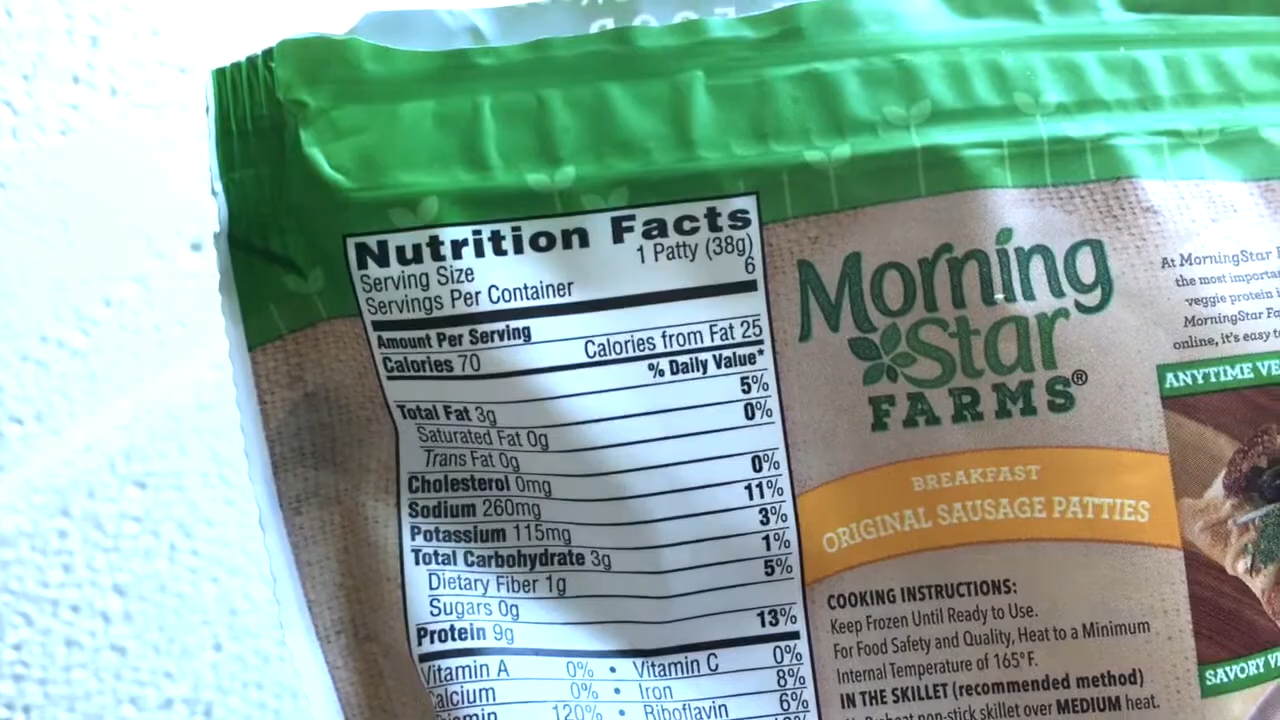 Nutrition Facts
Serving Size 1 Patty (38g)
Servings Per Container 6
Amount Per Serving
Calories 70 Calories from Fat 25
% Daily Value*
Total Fat 3g 5%
Saturated Fat 0g 0%
Trans Fat 0g
Cholesterol 0mg 0%
Sodium 260mg 11%
Potassium 115mg 3%
Total Carbohydrate 3g 1%
Dietary Fiber 1g 5%
Sugars 0g
Protein 9g 13%
Vitamin A 0% • Vitamin C 0%
Calcium 0% • Iron 8%
120% • Riboflavin 6%
Morning
Star
FARMS®
BREAKFAST
ORIGINAL SAUSAGE PATTIES
COOKING INSTRUCTIONS:
Keep Frozen Until Ready to Use.
For Food Safety and Quality, Heat to a Minimum
Internal Temperature of 165°F.
IN THE SKILLET (recommended method)
Preheat non-stick skillet over MEDIUM heat.
At MorningStar
the most
veggie protein
MorningStar
online, it's easy
ANYTIME
SAVORY